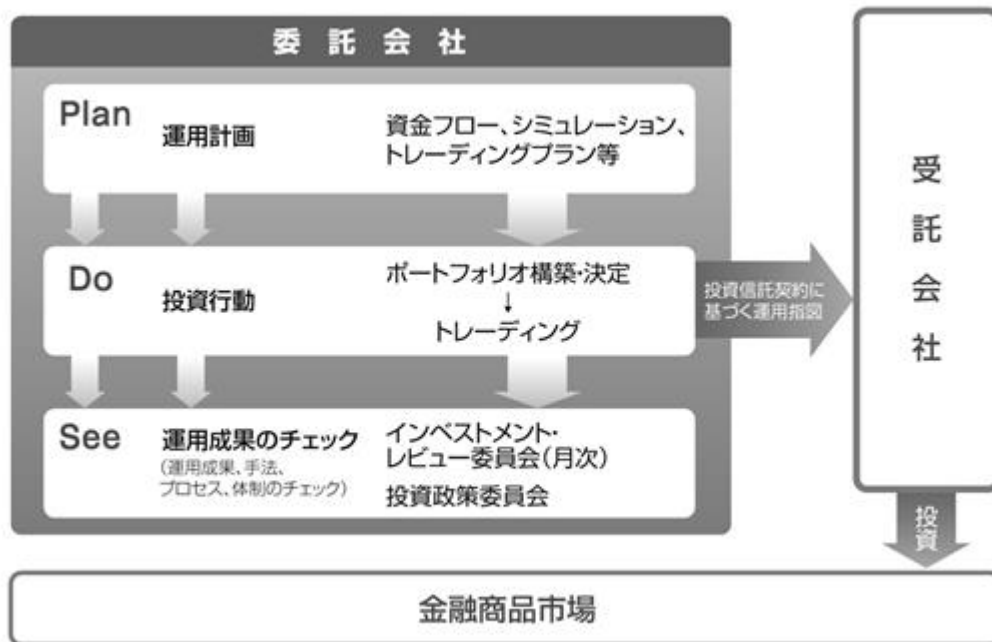 委託会社
Plan
運用計画
資金フロー、シミュレーション、
トレーディングプラン等
Do
投資行動
ポートフォリオ構築・決定
↓
トレーディング
See
運用成果のチェック
(運用成果、手法、
プロセス、体制のチェック)
インベストメント・
レビュー委員会(月次)
投資政策委員会
投資信託契約に
基づく運用指図
受託会社
投資
金融商品市場